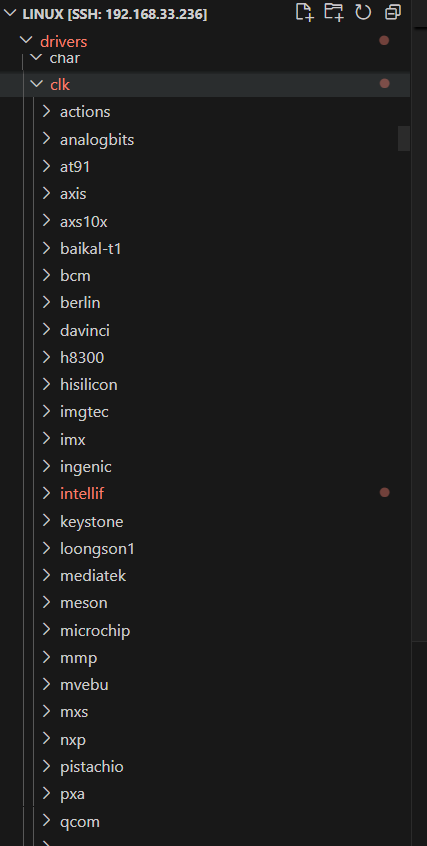 LINUX [SSH: 192.168.33.236]
drivers
char
clk
actions
analogbits
at91
axis
axs10x
baikal-t1
bcm
berlin
davinci
h8300
hisilicon
imgtec
imx
ingenic
intellif
keystone
loongson1
mediatek
meson
microchip
mmp
mvebu
mxs
nxp
pistachio
pxa
qcom